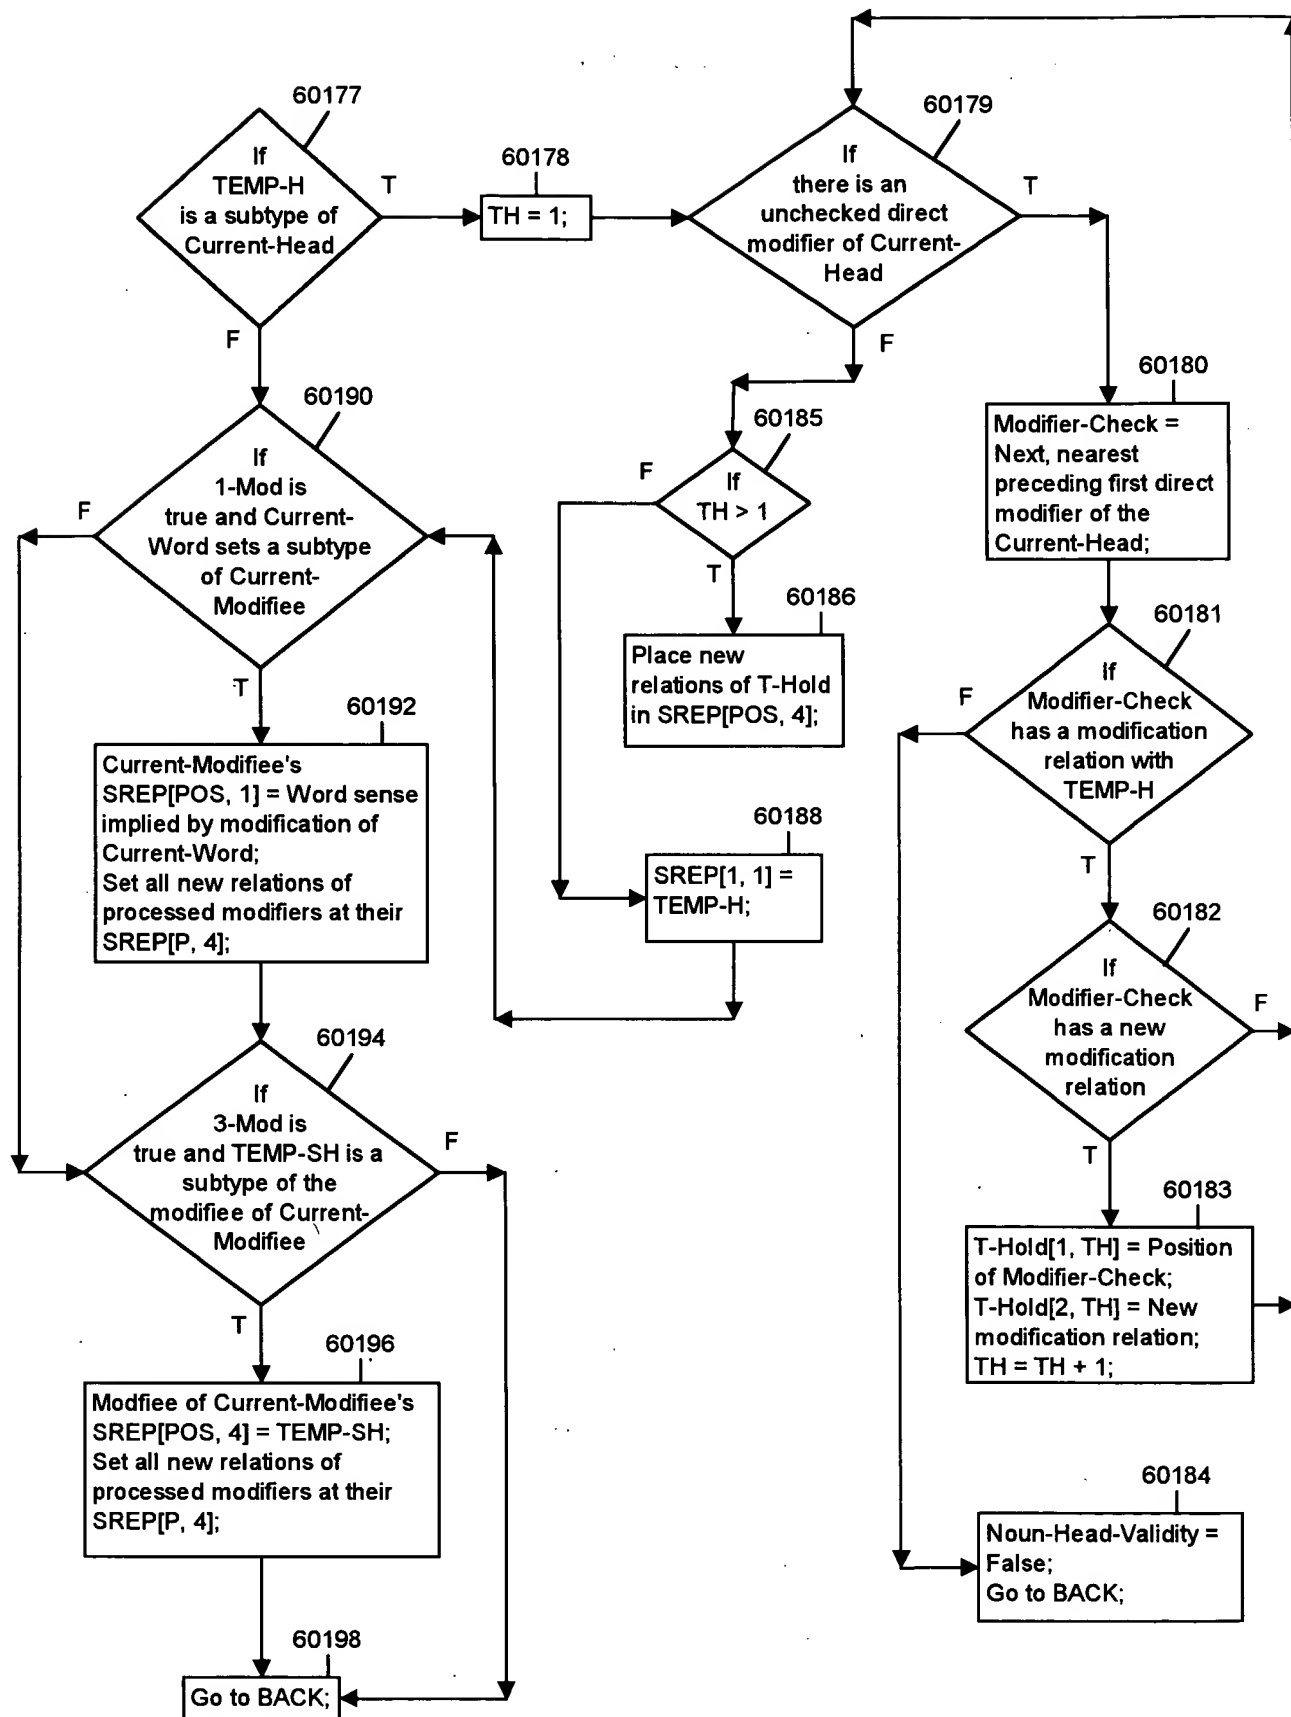 60177
If
TEMP-H
is a subtype of
Current-Head
T
F
60178
TH = 1;
60179
If
there is an
unchecked direct
modifier of Current-
Head
T
F
60180
Modifier-Check =
Next, nearest
preceding first direct
modifier of the
Current-Head;
60181
If
Modifier-Check
has a modification
relation with
TEMP-H
F
T
60182
If
Modifier-Check
has a new
modification
relation
F
T
60183
T-Hold[1, TH] = Position
of Modifier-Check;
T-Hold[2, TH] = New
modification relation;
TH = TH + 1;
60184
Noun-Head-Validity =
False;
Go to BACK;
60185
If
TH > 1
F
T
60186
Place new
relations of T-Hold
in SREP[POS, 4];
60188
SREP[1, 1] =
TEMP-H;
60190
If
1-Mod is
true and Current-
Word sets a subtype
of Current-
Modifiee
F
T
60192
Current-Modifiee's
SREP[POS, 1] = Word sense
implied by modification of
Current-Word;
Set all new relations of
processed modifiers at their
SREP[P, 4];
60194
If
3-Mod is
true and TEMP-SH is a
subtype of the
modifiee of Current-
Modifiee
F
T
60196
Modfiee of Current-Modifiee's
SREP[POS, 4] = TEMP-SH;
Set all new relations of
processed modifiers at their
SREP[P, 4];
60198
Go to BACK;